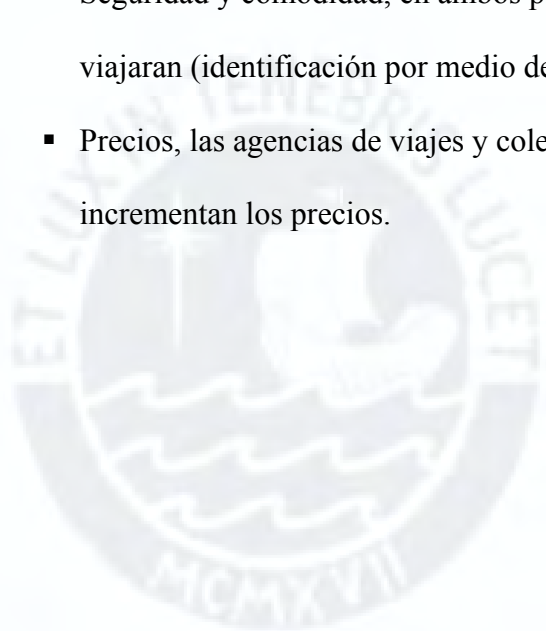 Seguridad y comodidad, en ambos p
viajaran (identificación por medio de
▪ Precios, las agencias de viajes y cole
incrementan los precios.
ET LUX IN TENEBRIS LUCET
MCMXVII